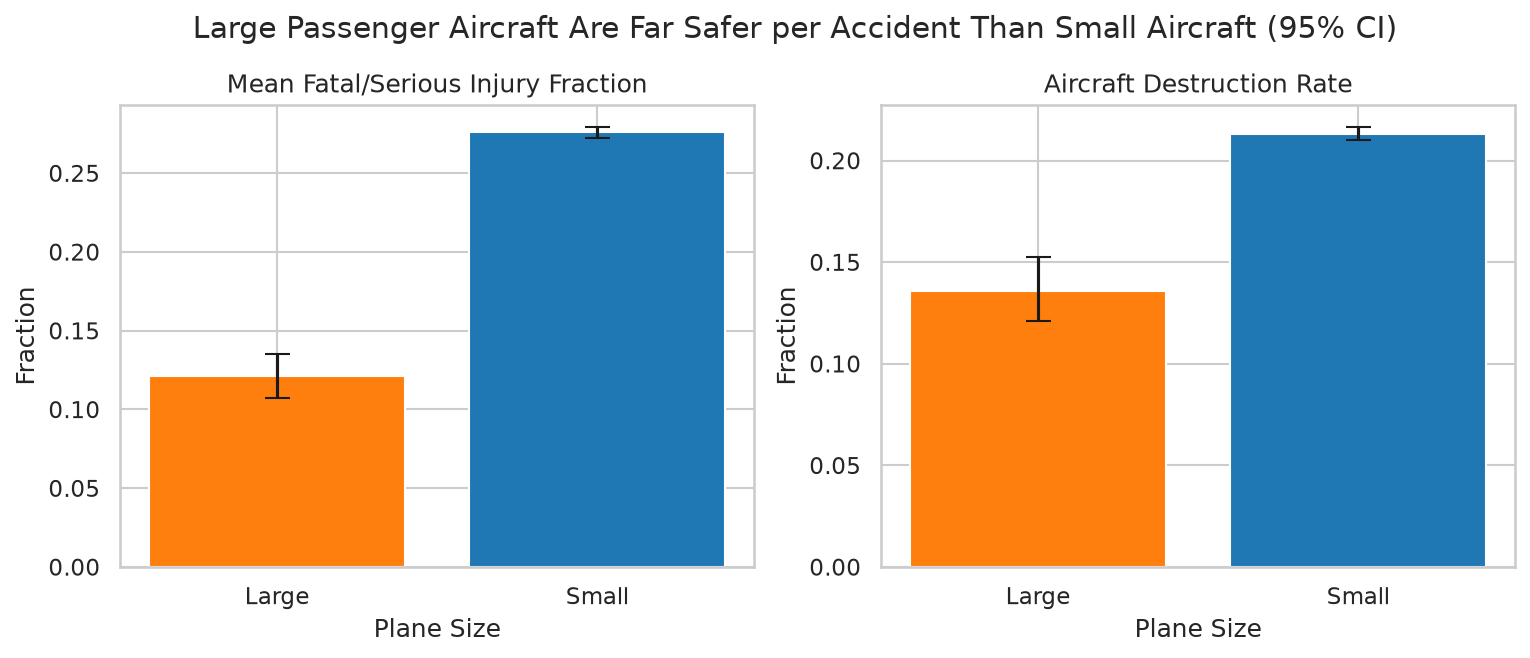 Large Passenger Aircraft Are Far Safer per Accident Than Small Aircraft (95% CI)
Mean Fatal/Serious Injury Fraction
Fraction
0.25
0.20
0.15
0.10
0.05
0.00
Large
Small
Plane Size
Aircraft Destruction Rate
Fraction
0.20
0.15
0.10
0.05
0.00
Large
Small
Plane Size